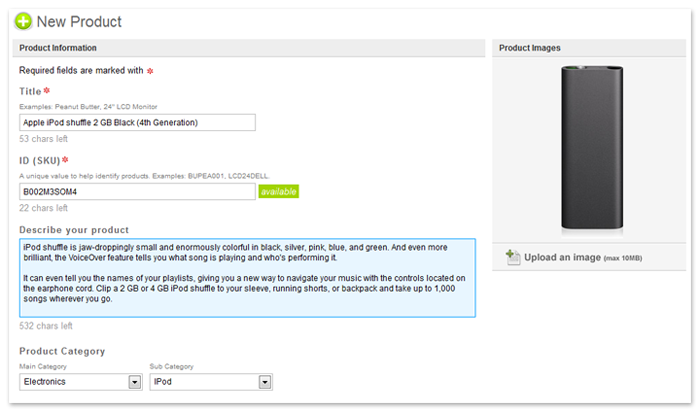 New Product
Product Information
Required fields are marked with *
Title*
Examples: Peanut Butter, 24" LCD Monitor
Apple iPod shuffle 2 GB Black (4th Generation)
53 chars left
ID (SKU)*
A unique value to help identify products. Examples: BUPEA001, LCD24DELL.
B002M3SOM4
available
22 chars left
Describe your product
iPod shuffle is jaw-droppingly small and enormously colorful in black, silver, pink, blue, and green. And even more
brilliant, the VoiceOver feature tells you what song is playing and who's performing it.
It can even tell you the names of your playlists, giving you a new way to navigate your music with the controls located on
the earphone cord. Clip a 2 GB or 4 GB iPod shuffle to your sleeve, running shorts, or backpack and take up to 1,000
songs wherever you go.
532 chars left
Product Category
Main Category
Sub Category
Electronics
IPod
Product Images
Upload an image (max 10MB)